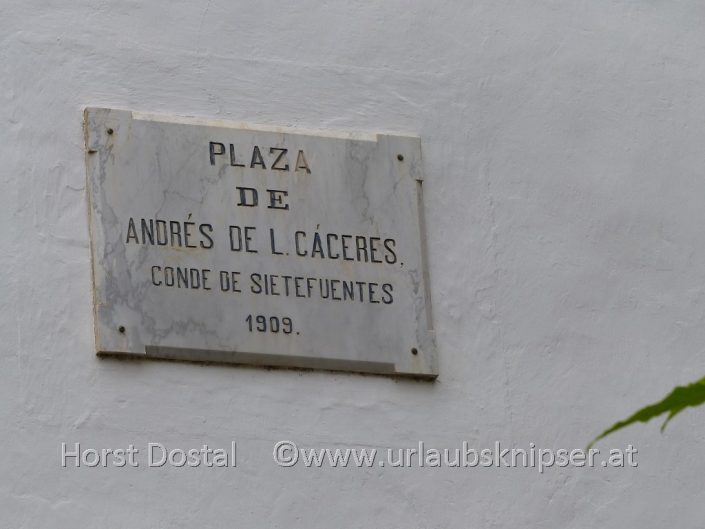 PLAZA
DE
ANDRÉS DE L. CÁCERES,
CONDE DE SIETEFUENTES
1909.
Horst Dostal ©www.urlaubsknipser.at